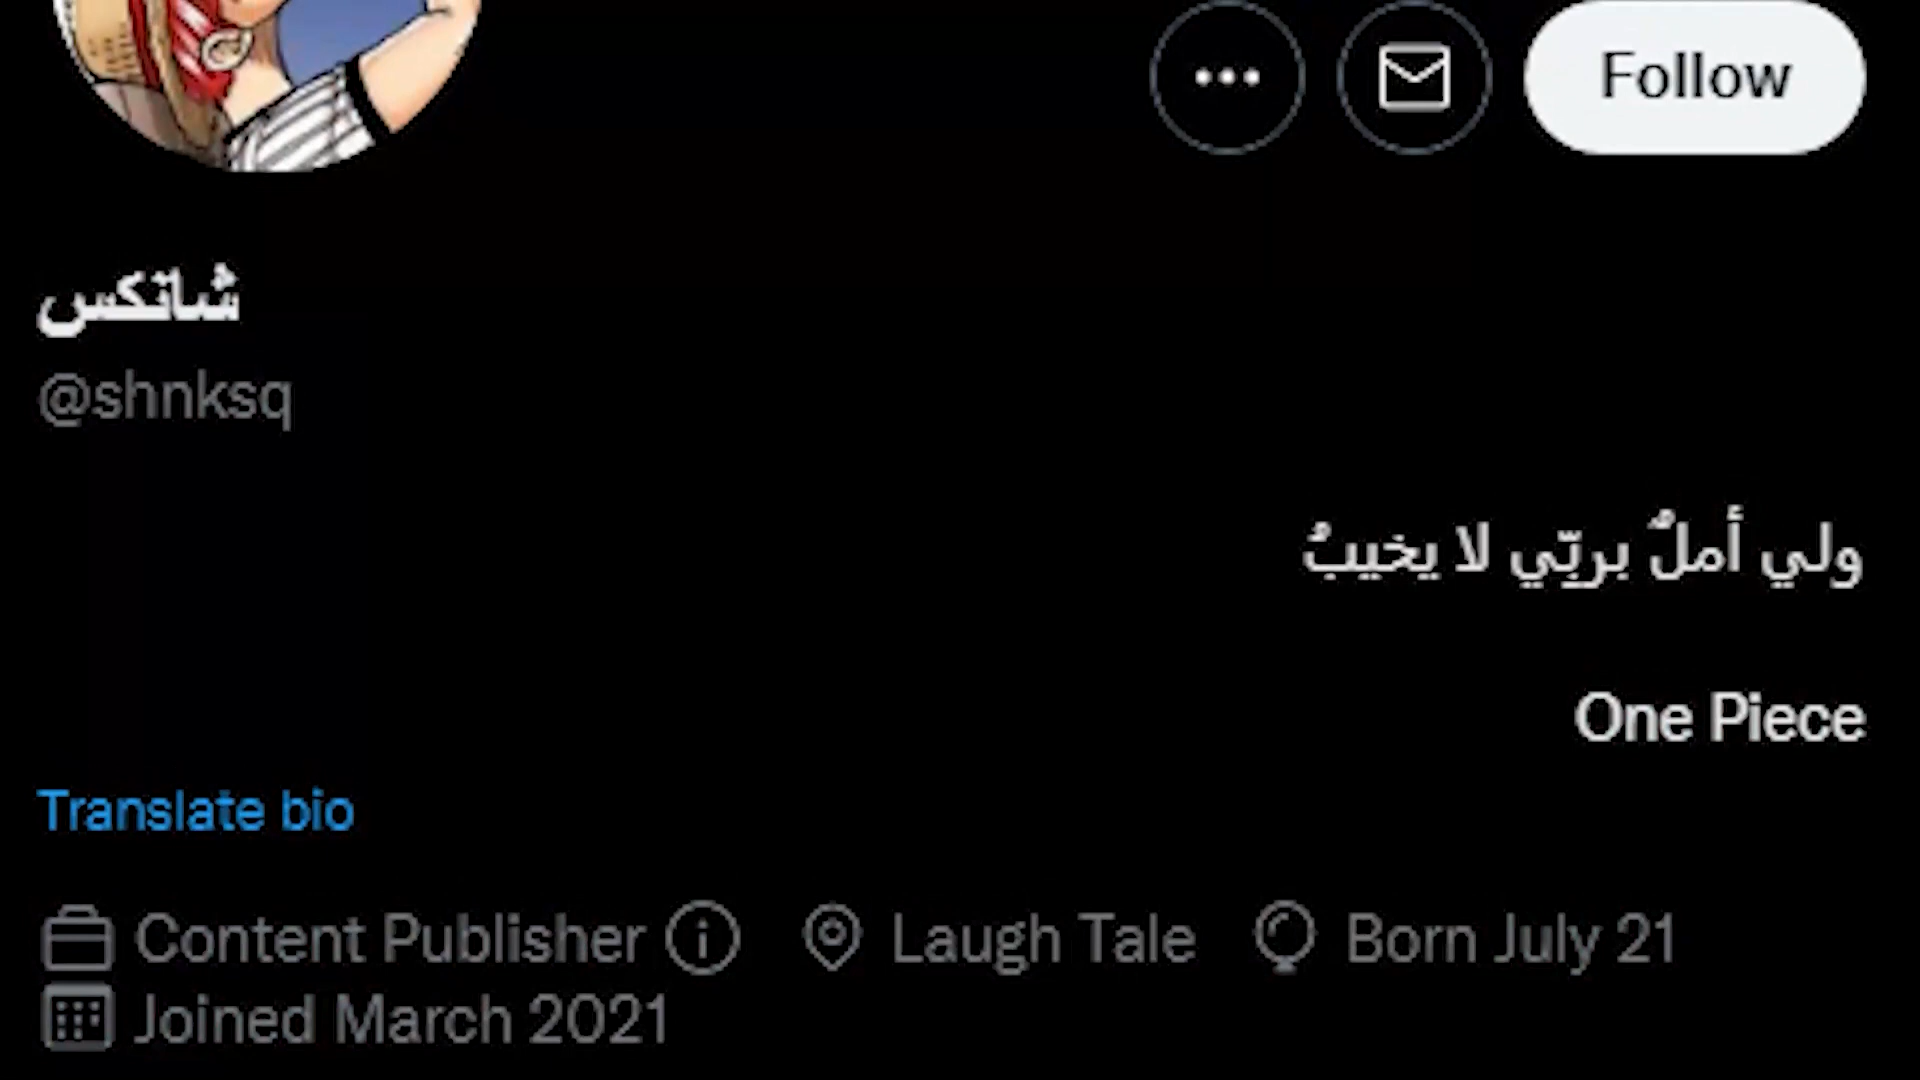 Follow
شانكس
@shnksq
ولي أملٌ بربِّي لا يخيبُ
One Piece
Translate bio
Content Publisher Laugh Tale Born July 21
Joined March 2021